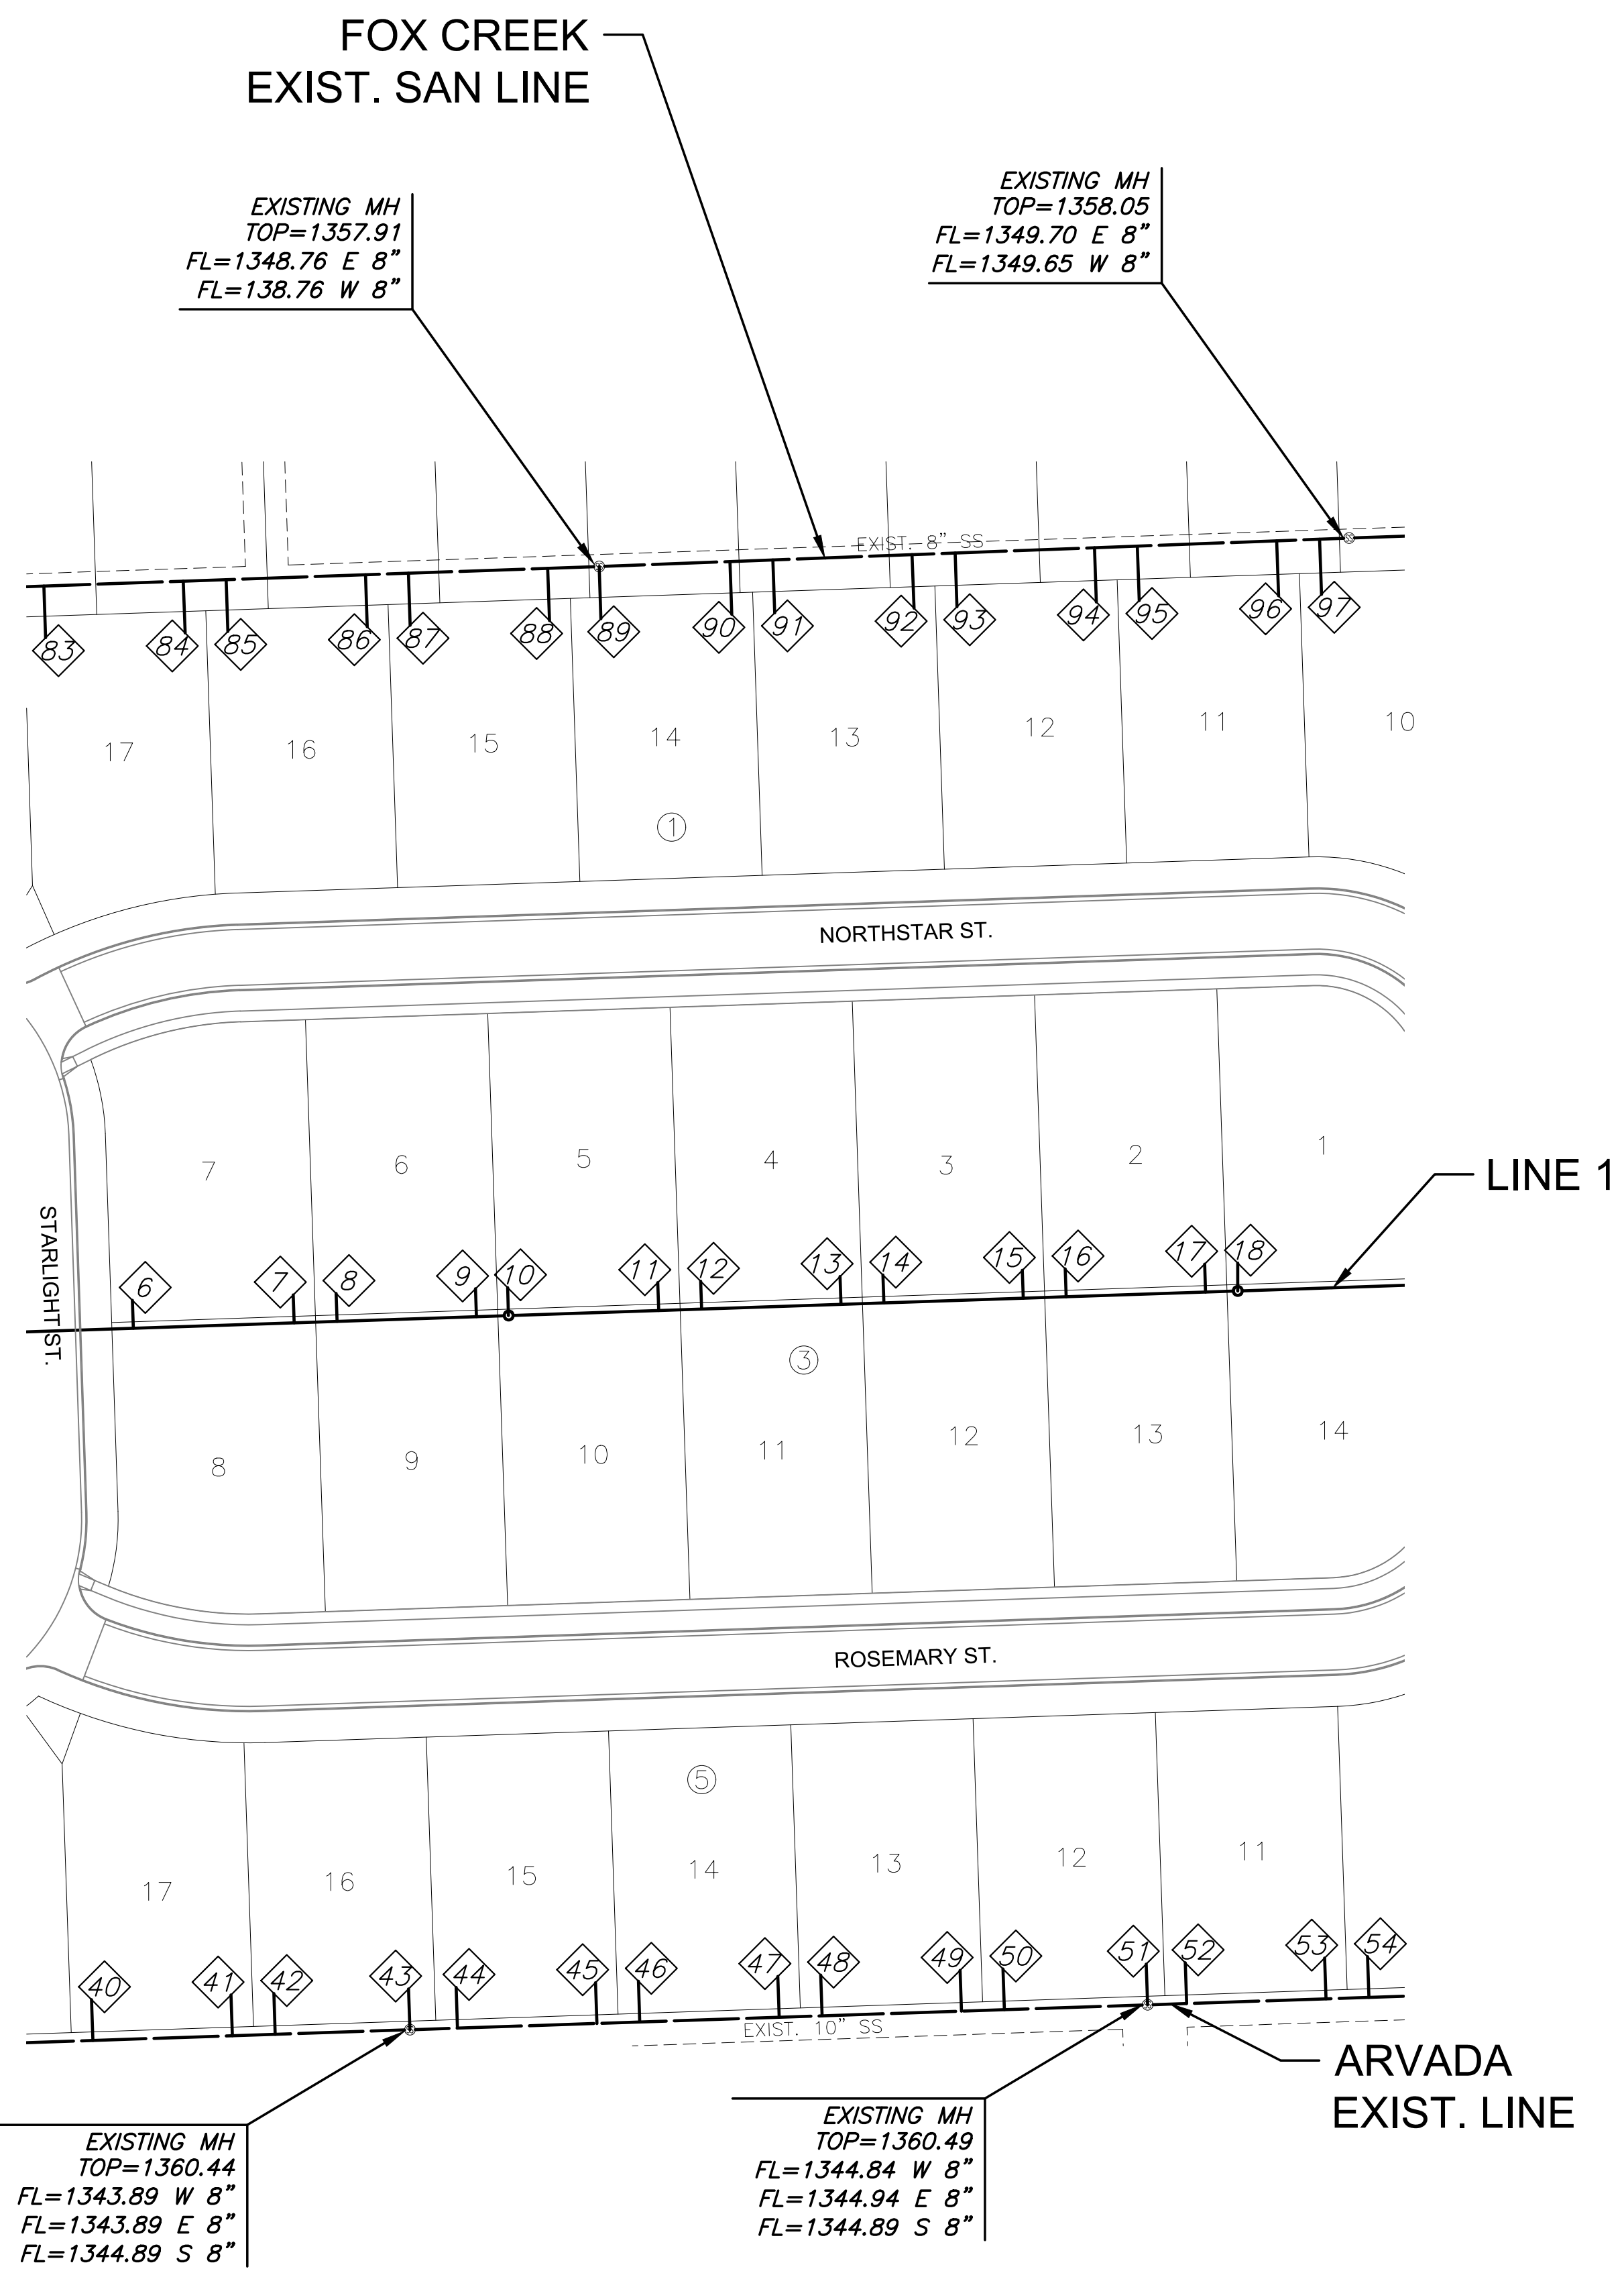 FOX CREEK
EXIST. SAN LINE
EXISTING MH
TOP=1357.91
FL=1348.76 E 8”
FL=138.76 W 8”
EXISTING MH
TOP=1358.05
FL=1349.70 E 8”
FL=1349.65 W 8”
EXIST. 8” SS
83 84 85 86 87 88 89 90 91 92 93 94 95 96 97
17 16 15 14 13 12 11 10
1
NORTHSTAR ST.
7 6 5 4 3 2 1
LINE 1
STARLIGHT ST.
6 7 8 9 10 11 12 13 14 15 16 17 18
3
8 9 10 11 12 13 14
ROSEMARY ST.
5
17 16 15 14 13 12 11
40 41 42 43 44 45 46 47 48 49 50 51 52 53 54
EXIST. 10” SS
ARVADA
EXIST. LINE
EXISTING MH
TOP=1360.44
FL=1343.89 W 8”
FL=1343.89 E 8”
FL=1344.89 S 8”
EXISTING MH
TOP=1360.49
FL=1344.84 W 8”
FL=1344.94 E 8”
FL=1344.89 S 8”